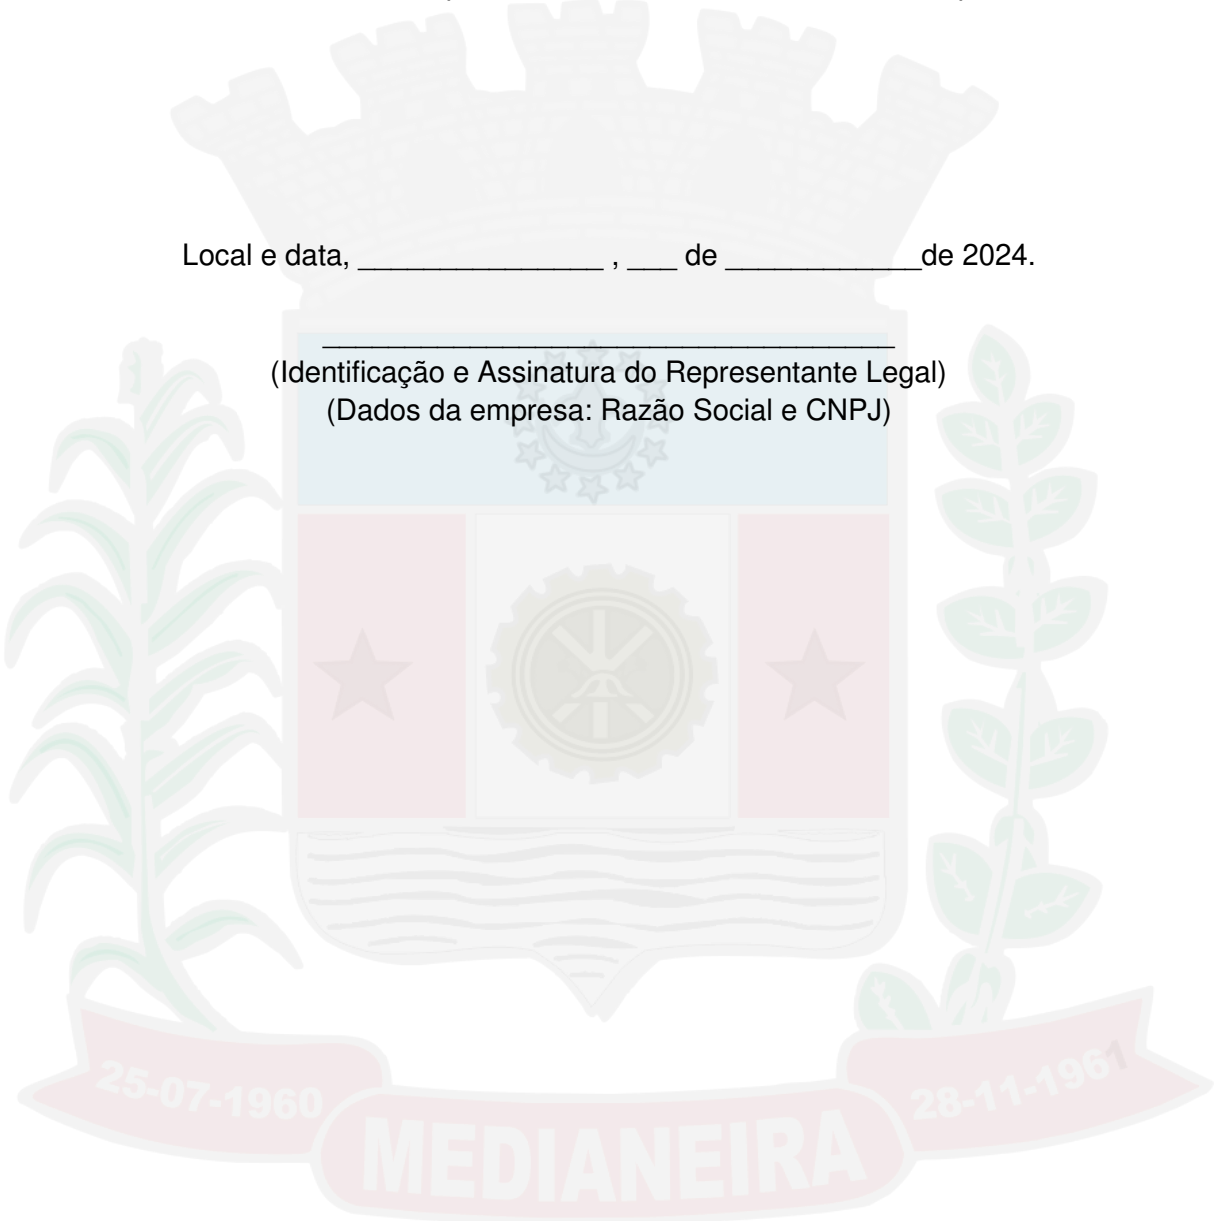 Local e data, _______________ , ___ de ____________de 2024.
___________________________________
(Identificação e Assinatura do Representante Legal)
(Dados da empresa: Razão Social e CNPJ)
25-07-1960
28-11-1961
MEDIANEIRA